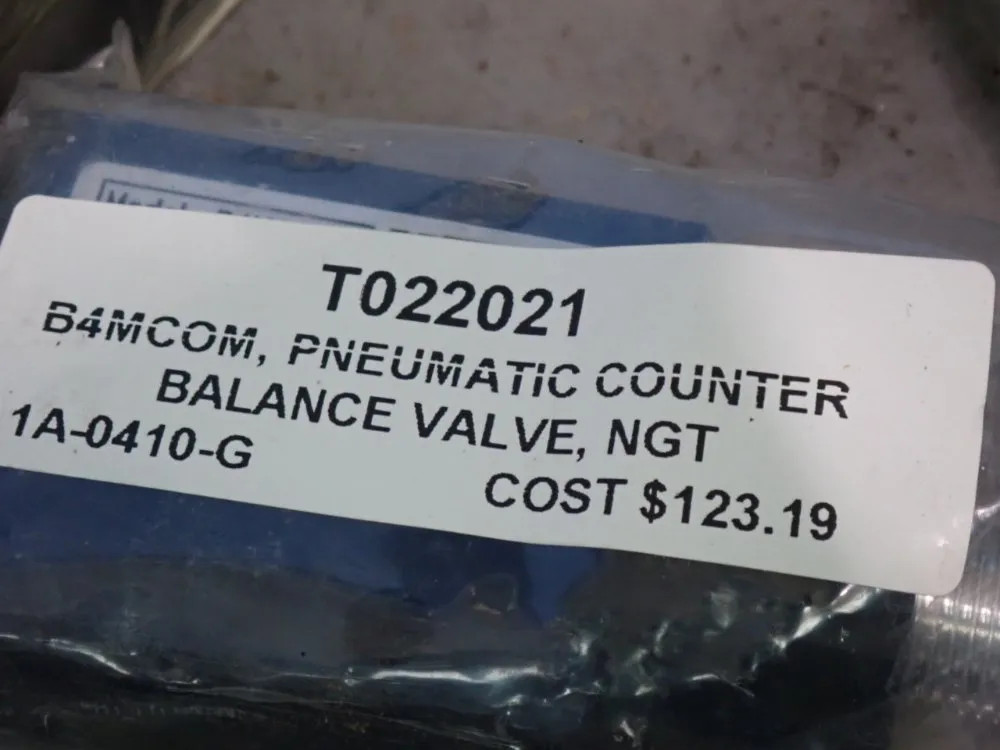 T022021
B4MCOM, PNEUMATIC COUNTER
BALANCE VALVE, NGT
1A-0410-G
COST $123.19